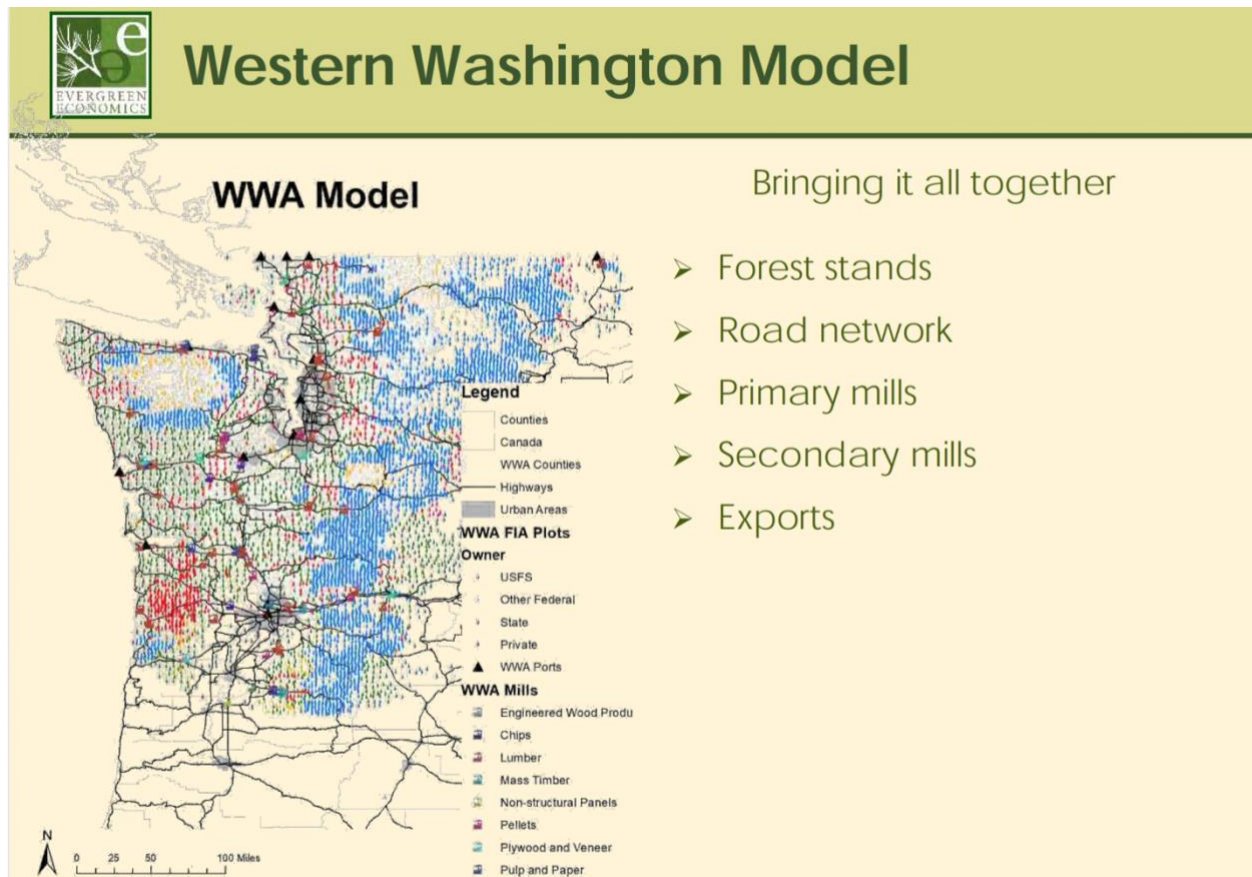 e
e
EVERGREEN
ECONOMICS
Western Washington Model
WWA Model
Bringing it all together
➢ Forest stands
➢ Road network
➢ Primary mills
➢ Secondary mills
➢ Exports
Legend
Counties
Canada
WWA Counties
Highways
Urban Areas
WWA FIA Plots
Owner
USFS
Other Federal
State
Private
WWA Ports
WWA Mills
Engineered Wood Produ
Chips
Lumber
Mass Timber
Non-structural Panels
Pellets
Plywood and Veneer
Pulp and Paper
N
0 25 50 100 Miles